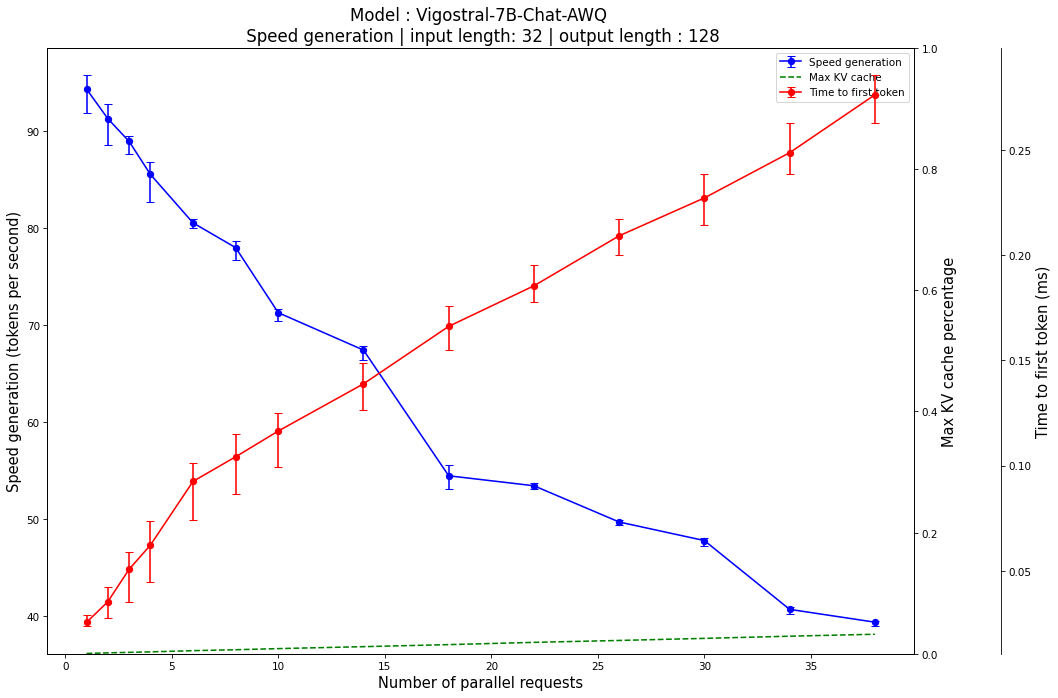 Model : Vigostral-7B-Chat-AWQ
Speed generation | input length: 32 | output length : 128
Speed generation
Max KV cache
Time to first token
Speed generation (tokens per second)
90
80
70
60
50
40
1.0
0.8
0.6
0.4
0.2
0.0
Max KV cache percentage
0.25
0.20
0.15
0.10
0.05
Time to first token (ms)
0 5 10 15 20 25 30 35
Number of parallel requests